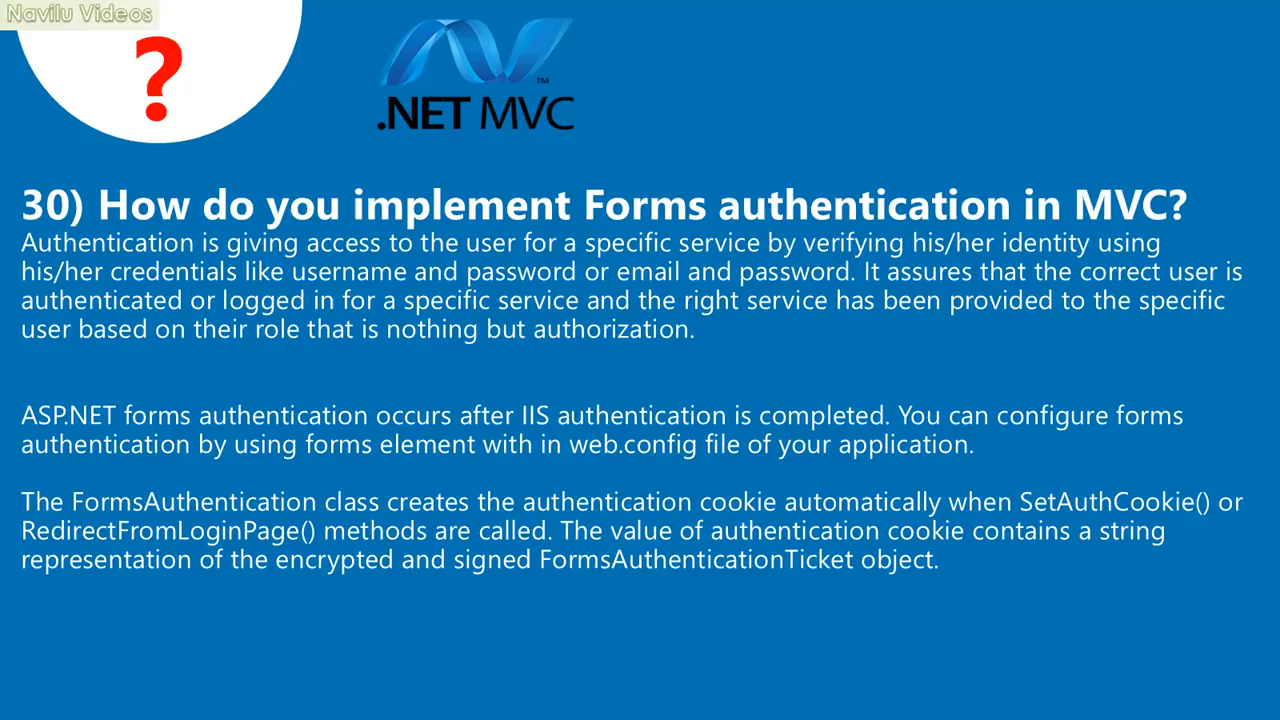 Navilu Videos
?
TM
.NET MVC
30) How do you implement Forms authentication in MVC?
Authentication is giving access to the user for a specific service by verifying his/her identity using
his/her credentials like username and password or email and password. It assures that the correct user is
authenticated or logged in for a specific service and the right service has been provided to the specific
user based on their role that is nothing but authorization.
ASP.NET forms authentication occurs after IIS authentication is completed. You can configure forms
authentication by using forms element with in web.config file of your application.
The FormsAuthentication class creates the authentication cookie automatically when SetAuthCookie() or
RedirectFromLoginPage() methods are called. The value of authentication cookie contains a string
representation of the encrypted and signed FormsAuthenticationTicket object.